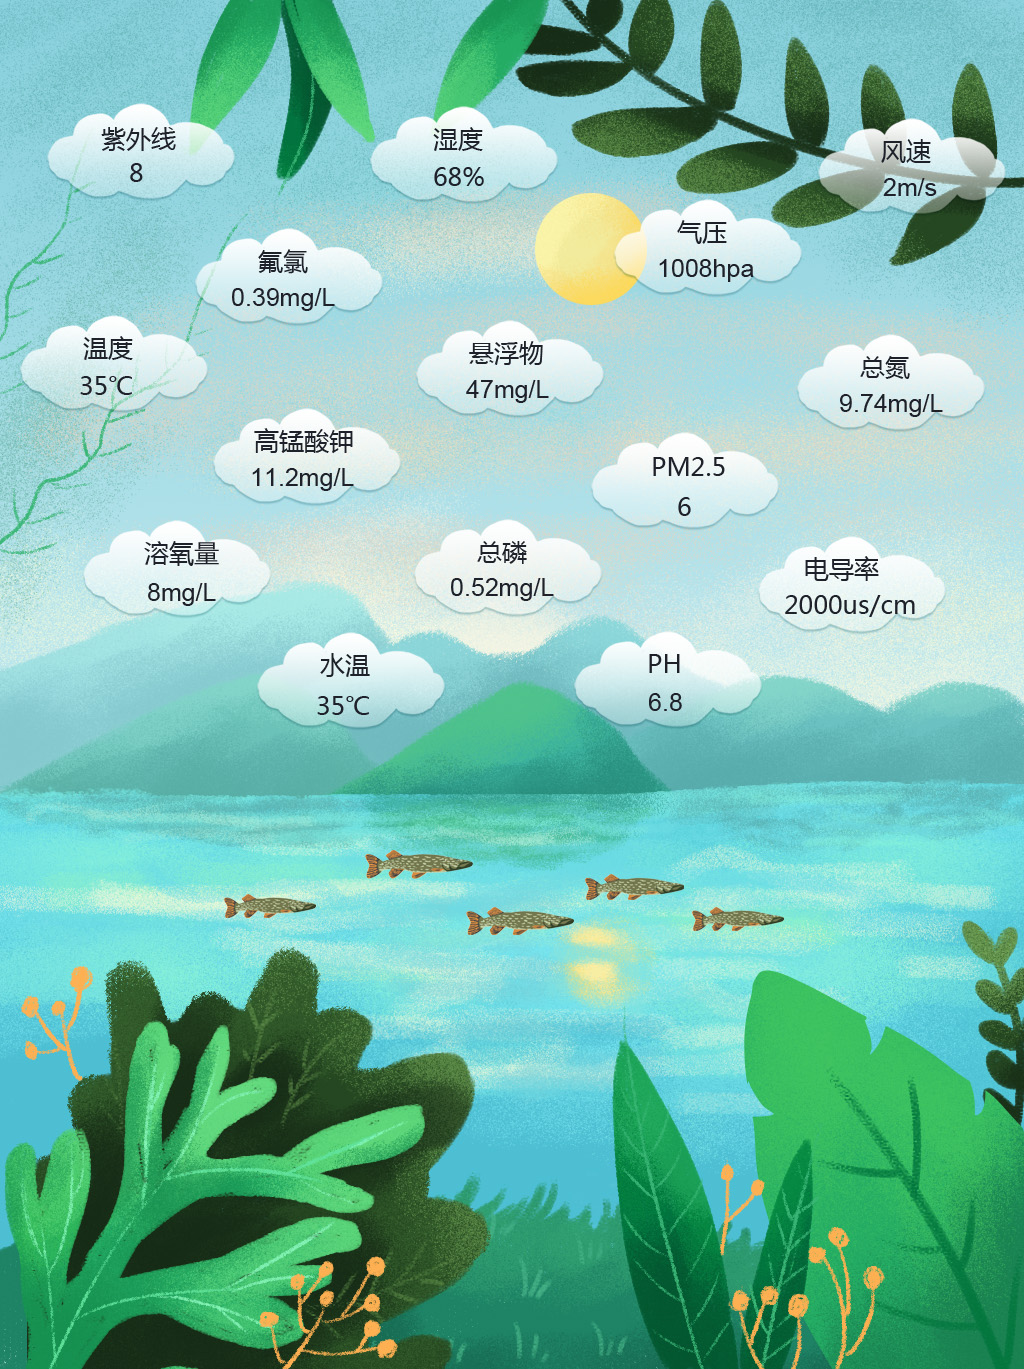 紫外线
8
湿度
68%
风速
2m/s
气压
1008hpa
氟氯
0.39mg/L
温度
35℃
悬浮物
47mg/L
总氮
9.74mg/L
高锰酸钾
11.2mg/L
PM2.5
6
溶氧量
8mg/L
总磷
0.52mg/L
电导率
2000us/cm
水温
35℃
PH
6.8